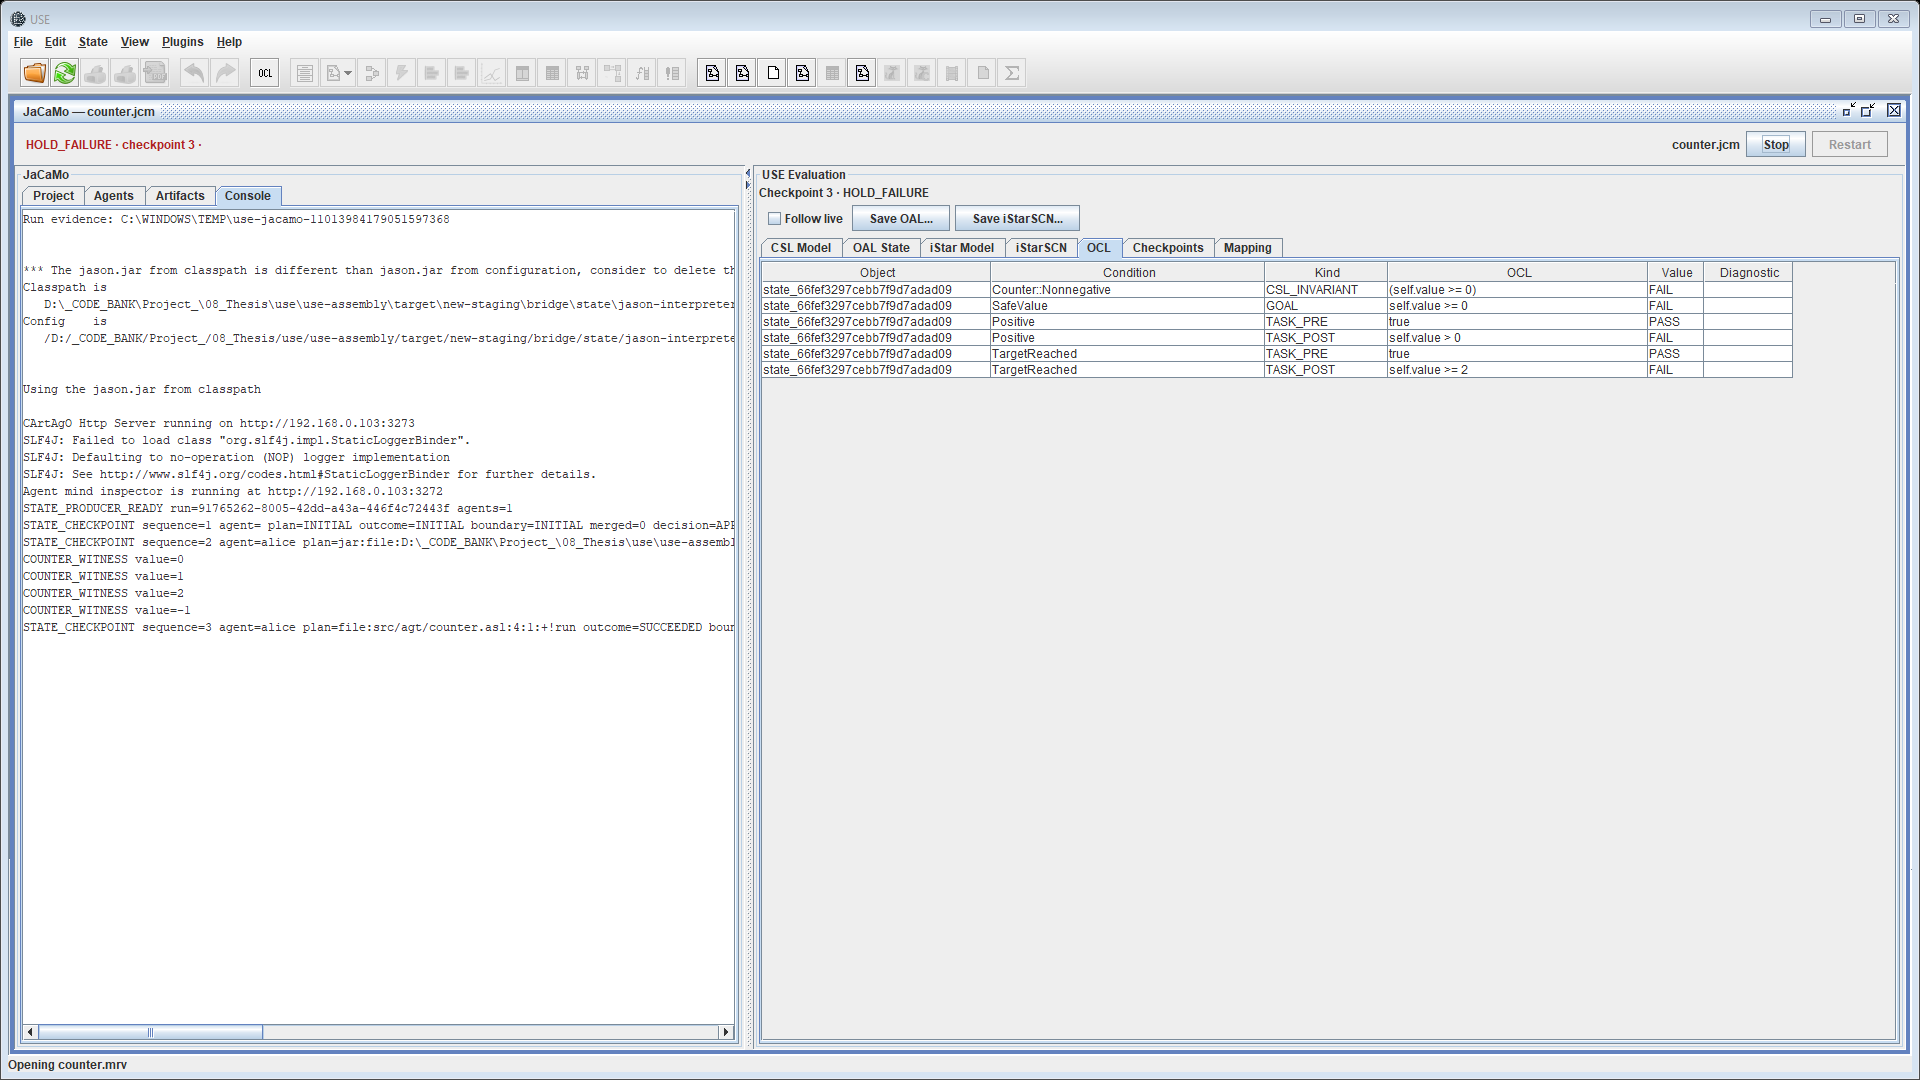 USE
File Edit State View Plugins Help
OCL
JaCaMo — counter.jcm
HOLD_FAILURE · checkpoint 3 ·
counter.jcm Stop Restart
JaCaMo
Project Agents Artifacts Console
Run evidence: C:\WINDOWS\TEMP\use-jacamo-11013984179051597368
*** The jason.jar from classpath is different than jason.jar from configuration, consider to delete th
Classpath is
D:\_CODE_BANK\Project_\08_Thesis\use\use-assembly\target\new-staging\bridge\state\jason-interprete
Config is
/D:/_CODE_BANK/Project_/08_Thesis/use/use-assembly/target/new-staging/bridge/state/jason-interprete
Using the jason.jar from classpath
CArtAgO Http Server running on http://192.168.0.103:3273
SLF4J: Failed to load class "org.slf4j.impl.StaticLoggerBinder".
SLF4J: Defaulting to no-operation (NOP) logger implementation
SLF4J: See http://www.slf4j.org/codes.html#StaticLoggerBinder for further details.
Agent mind inspector is running at http://192.168.0.103:3272
STATE_PRODUCER_READY run=91765262-8005-42dd-a43a-446f4c72443f agents=1
STATE_CHECKPOINT sequence=1 agent= plan=INITIAL outcome=INITIAL boundary=INITIAL merged=0 decision=APP
STATE_CHECKPOINT sequence=2 agent=alice plan=jar:file:D:\_CODE_BANK\Project_\08_Thesis\use\use-assembl
COUNTER_WITNESS value=0
COUNTER_WITNESS value=1
COUNTER_WITNESS value=2
COUNTER_WITNESS value=-1
STATE_CHECKPOINT sequence=3 agent=alice plan=file:src/agt/counter.asl:4:1:+!run outcome=SUCCEEDED boun
USE Evaluation
Checkpoint 3 · HOLD_FAILURE
Follow live Save OAL... Save iStarSCN...
CSL Model OAL State iStar Model iStarSCN OCL Checkpoints Mapping
Object Condition Kind OCL Value Diagnostic
state_66fef3297cebb7f9d7adad09 Counter::Nonnegative CSL_INVARIANT (self.value >= 0) FAIL
state_66fef3297cebb7f9d7adad09 SafeValue GOAL self.value >= 0 FAIL
state_66fef3297cebb7f9d7adad09 Positive TASK_PRE true PASS
state_66fef3297cebb7f9d7adad09 Positive TASK_POST self.value > 0 FAIL
state_66fef3297cebb7f9d7adad09 TargetReached TASK_PRE true PASS
state_66fef3297cebb7f9d7adad09 TargetReached TASK_POST self.value >= 2 FAIL
Opening counter.mrv